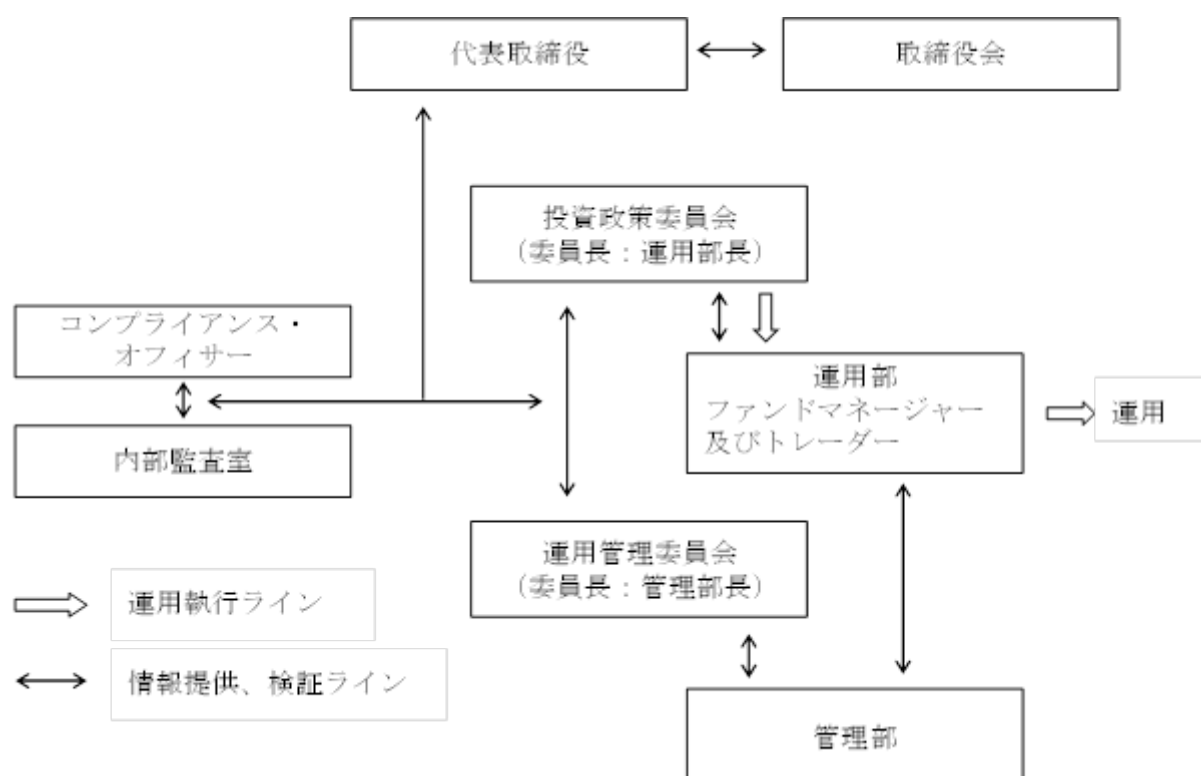 代表取締役
取締役会
投資政策委員会
(委員長:運用部長)
コンプライアンス・
オフィサー
内部監査室
運用部
ファンドマネージャー
及びトレーダー
運用
運用管理委員会
(委員長:管理部長)
運用執行ライン
情報提供、検証ライン
管理部